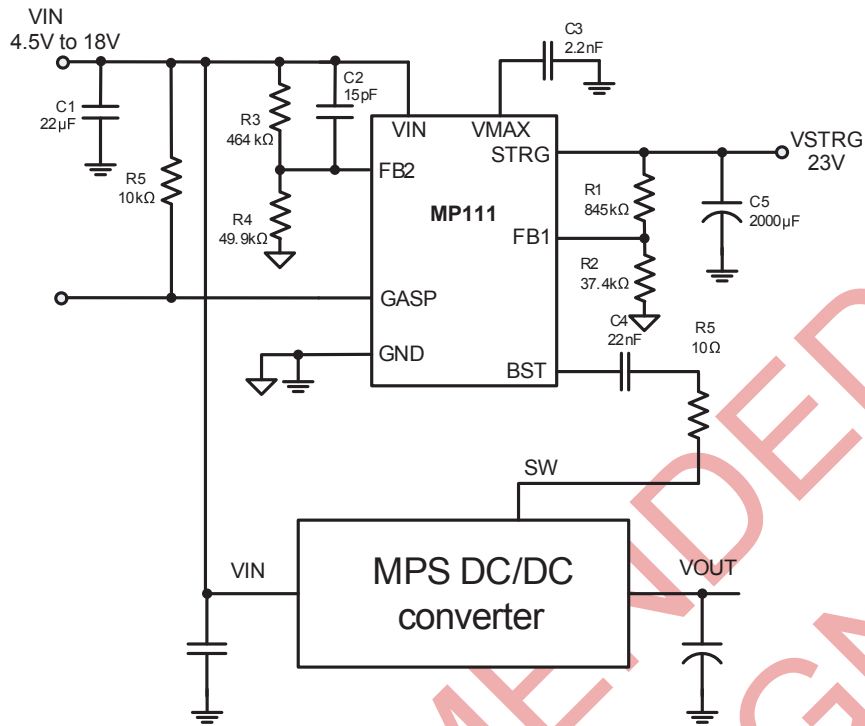 VIN
4.5V to 18V
C1
22µF
R5
10kΩ
R3
464 kΩ
C2
15pF
R4
49.9kΩ
C3
2.2nF
VIN
VMAX
STRG
FB2
MP111
FB1
GASP
GND
BST
VSTRG
23V
R1
845kΩ
C5
2000µF
R2
37.4kΩ
C4
22nF
R5
10Ω
SW
VIN
MPS DC/DC
converter
VOUT
MENDED
IGN